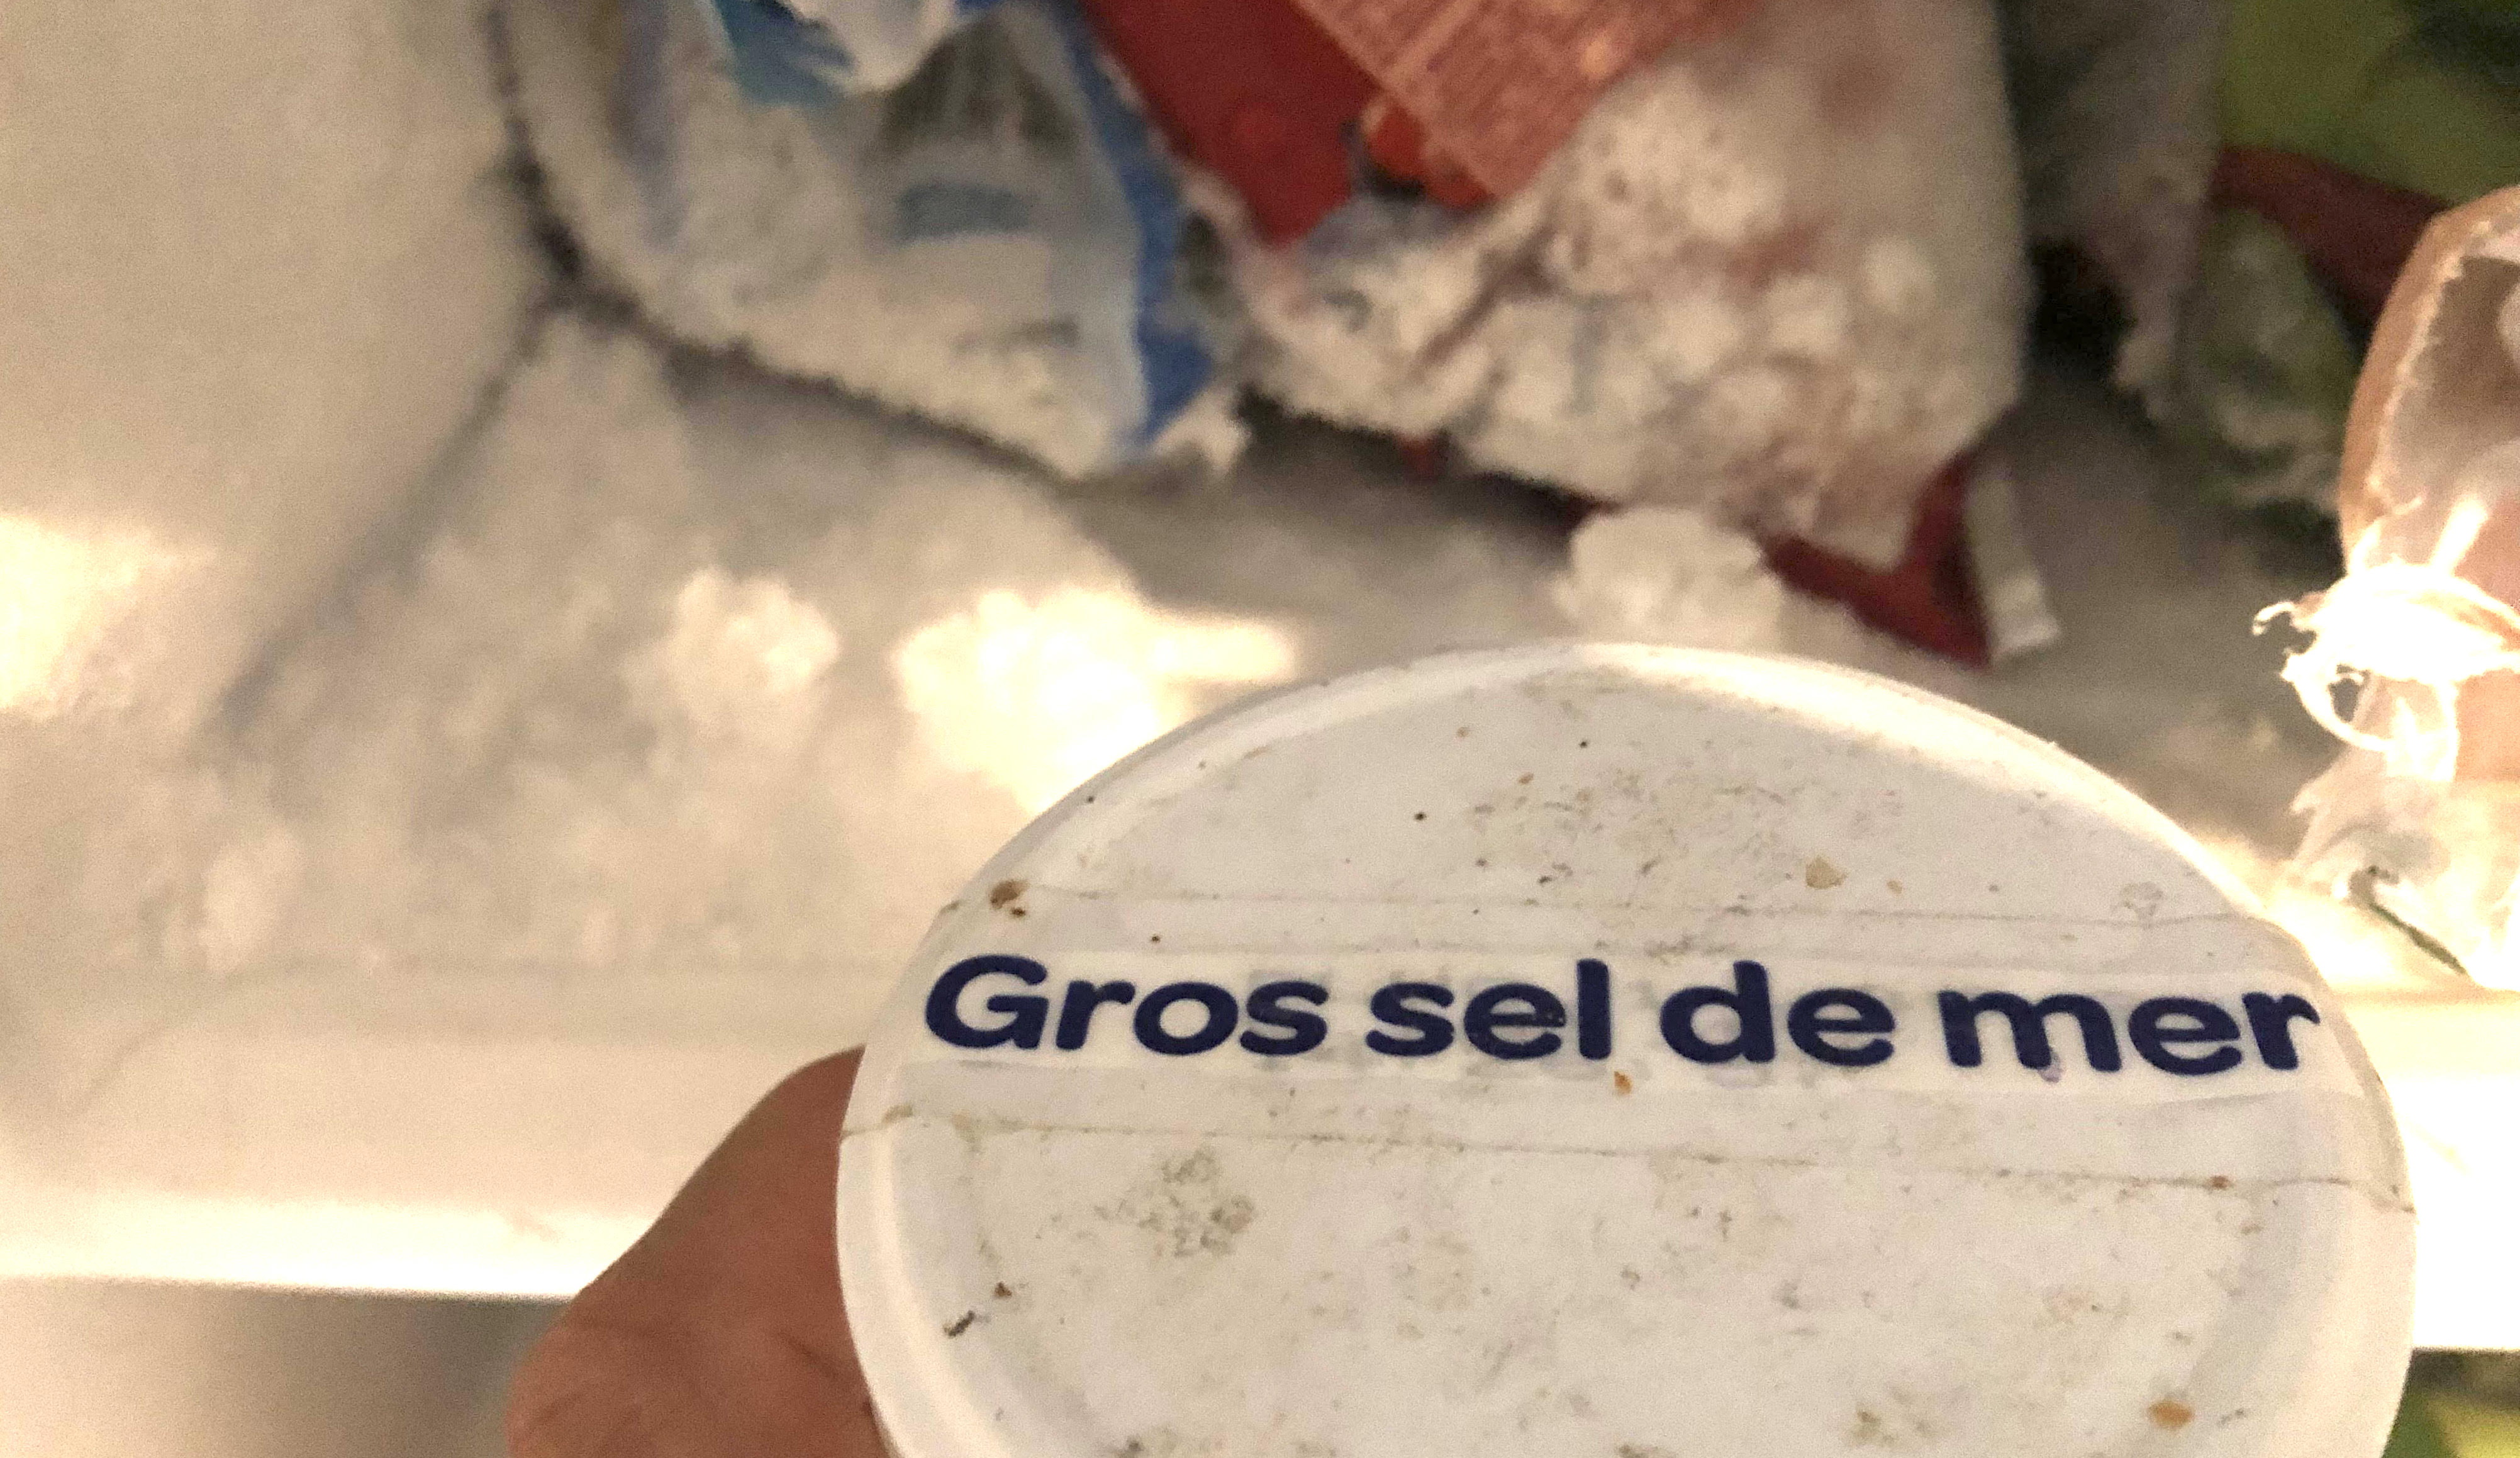 Gros sel de mer